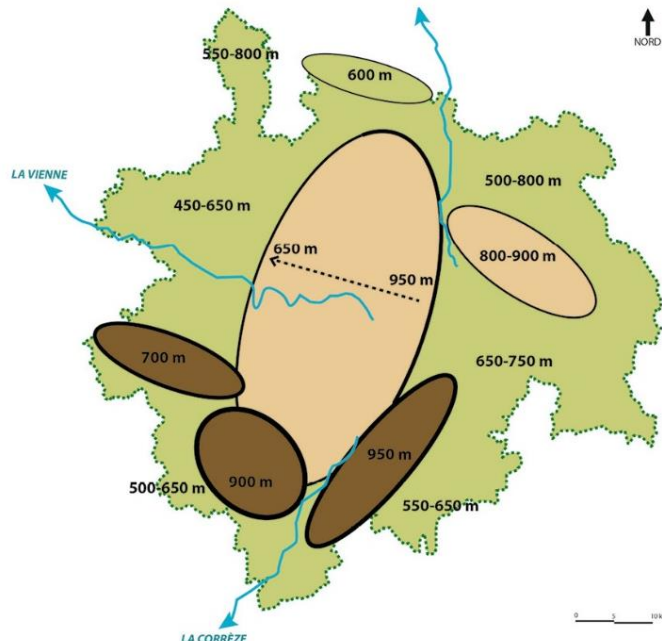 NORD
550-800 m
600 m
LA VIENNE
500-800 m
450-650 m
650 m
800-900 m
950 m
700 m
650-750 m
950 m
900 m
500-650 m
550-650 m
0 5 10 k
LA CORRÈZE